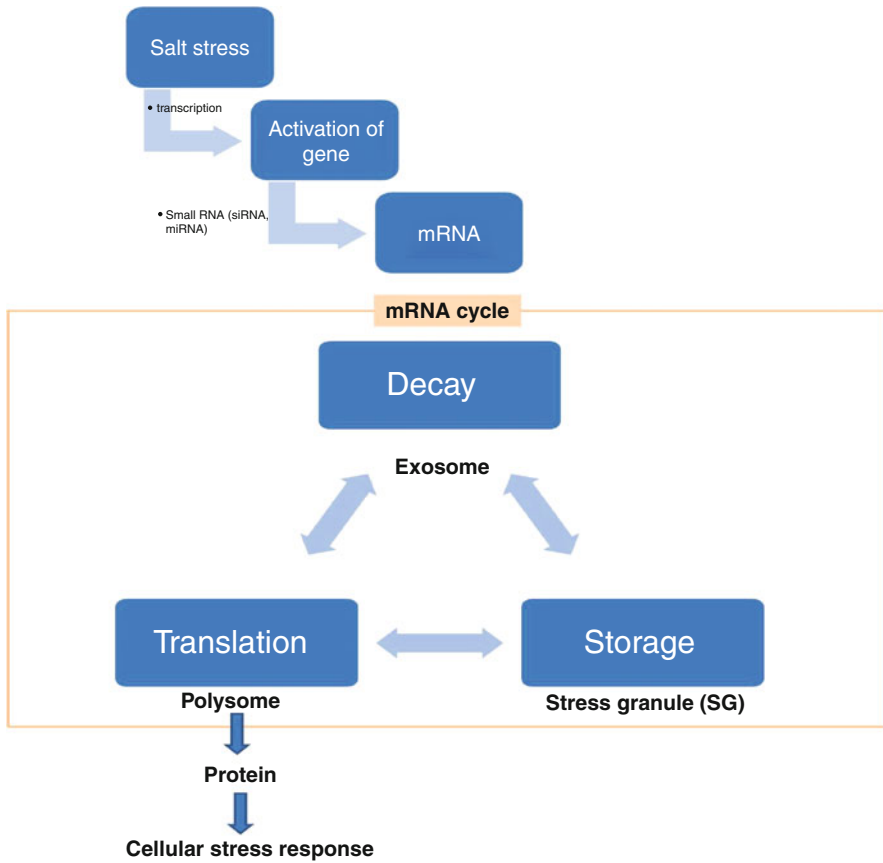 Salt stress
• transcription
Activation of
gene
• Small RNA (siRNA,
miRNA)
mRNA
mRNA cycle
Decay
Exosome
Translation
Storage
Polysome
Stress granule (SG)
Protein
Cellular stress response